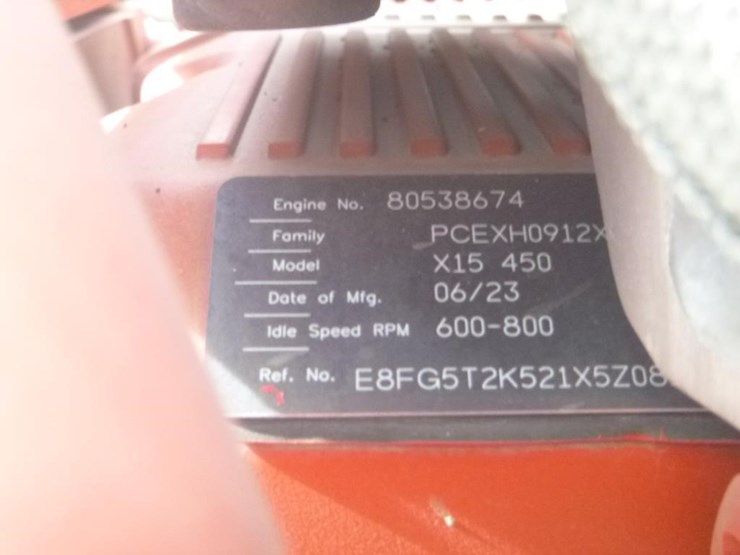 Engine No. 80538674
Family PCEXH0912X
Model X15 450
Date of Mfg. 06/23
Idle Speed RPM 600-800
Ref. No. E8FG5T2K521X5Z08